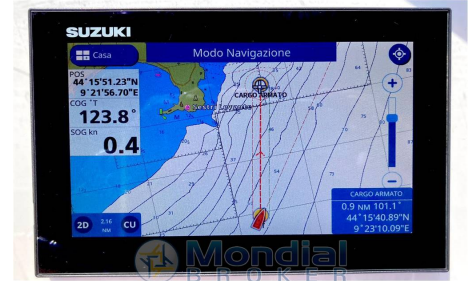 SUZUKI
Casa
Modo Navigazione
POS
44°15'51.23"N
9°21'56.70"E
COG °T
123.8°
SOG kn
0.4
CARGO ARMATO
Sestri Levante
2D
2.16
NM
CU
CARGO ARMATO
0.9 NM 101.1°
44°15'40.89"N
9°23'10.09"E
Mondial
BROKER